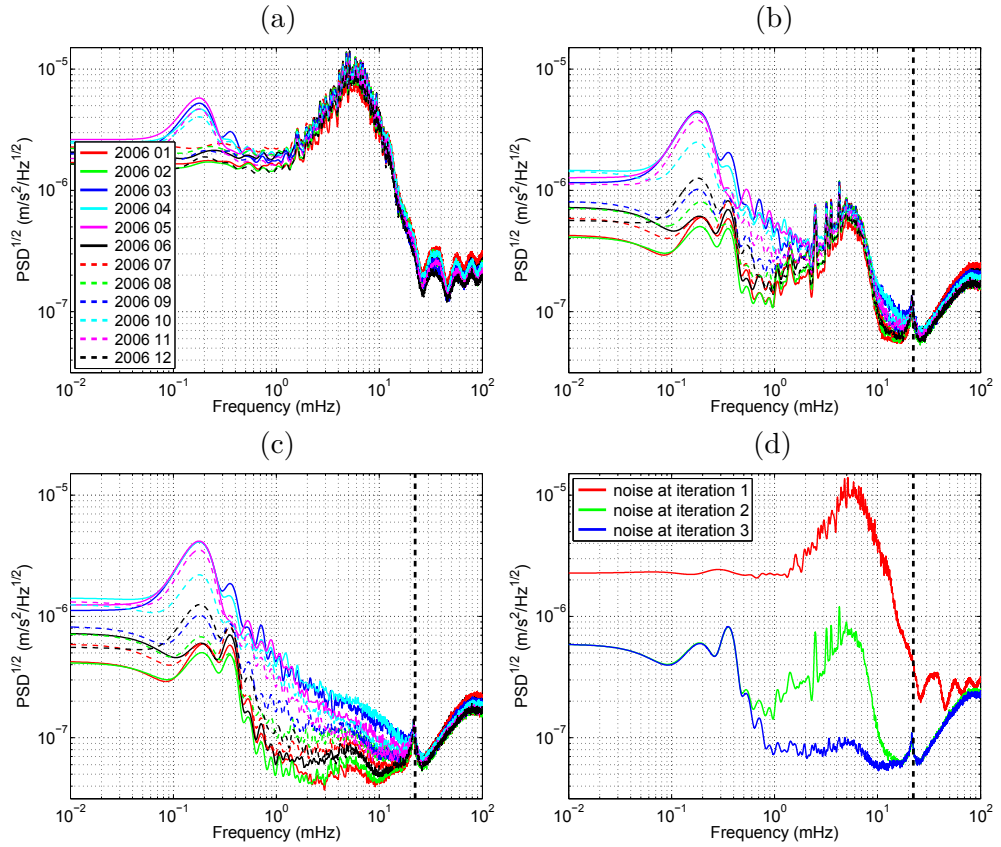 (a)
10^-5
10^-6
10^-7
PSD^1/2 (m/s^2/Hz^1/2)
2006 01
2006 02
2006 03
2006 04
2006 05
2006 06
2006 07
2006 08
2006 09
2006 10
2006 11
2006 12
10^-2 10^-1 10^0 10^1 10^2
Frequency (mHz)
(b)
10^-5
10^-6
10^-7
PSD^1/2 (m/s^2/Hz^1/2)
10^-2 10^-1 10^0 10^1 10^2
Frequency (mHz)
(c)
10^-5
10^-6
10^-7
PSD^1/2 (m/s^2/Hz^1/2)
10^-2 10^-1 10^0 10^1 10^2
Frequency (mHz)
(d)
10^-5
10^-6
10^-7
PSD^1/2 (m/s^2/Hz^1/2)
noise at iteration 1
noise at iteration 2
noise at iteration 3
10^-2 10^-1 10^0 10^1 10^2
Frequency (mHz)